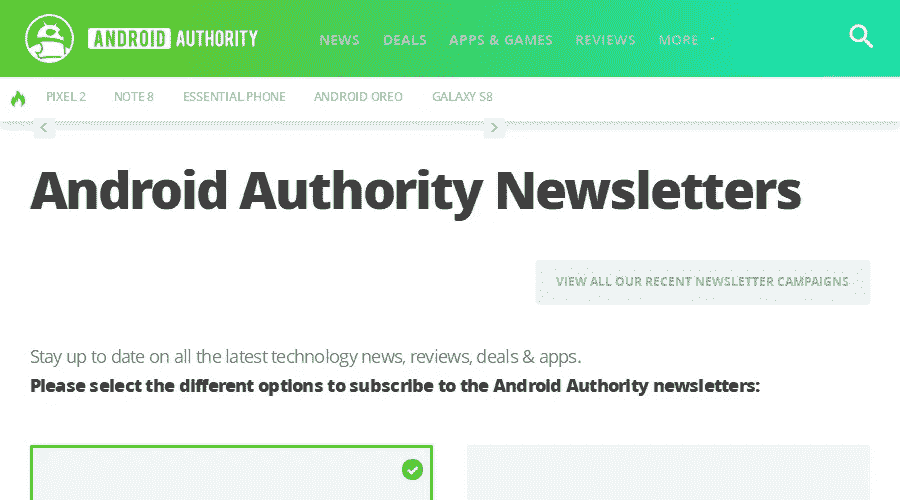 ANDROID AUTHORITY NEWS DEALS APPS & GAMES REVIEWS MORE
PIXEL 2 NOTE 8 ESSENTIAL PHONE ANDROID OREO GALAXY S8
Android Authority Newsletters
VIEW ALL OUR RECENT NEWSLETTER CAMPAIGNS
Stay up to date on all the latest technology news, reviews, deals & apps.
Please select the different options to subscribe to the Android Authority newsletters: